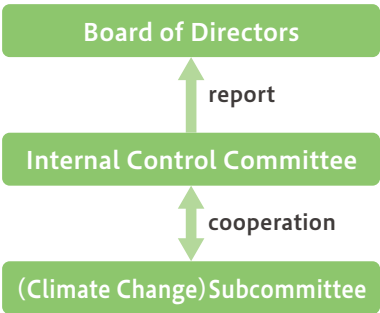 Board of Directors
report
Internal Control Committee
cooperation
(Climate Change) Subcommittee